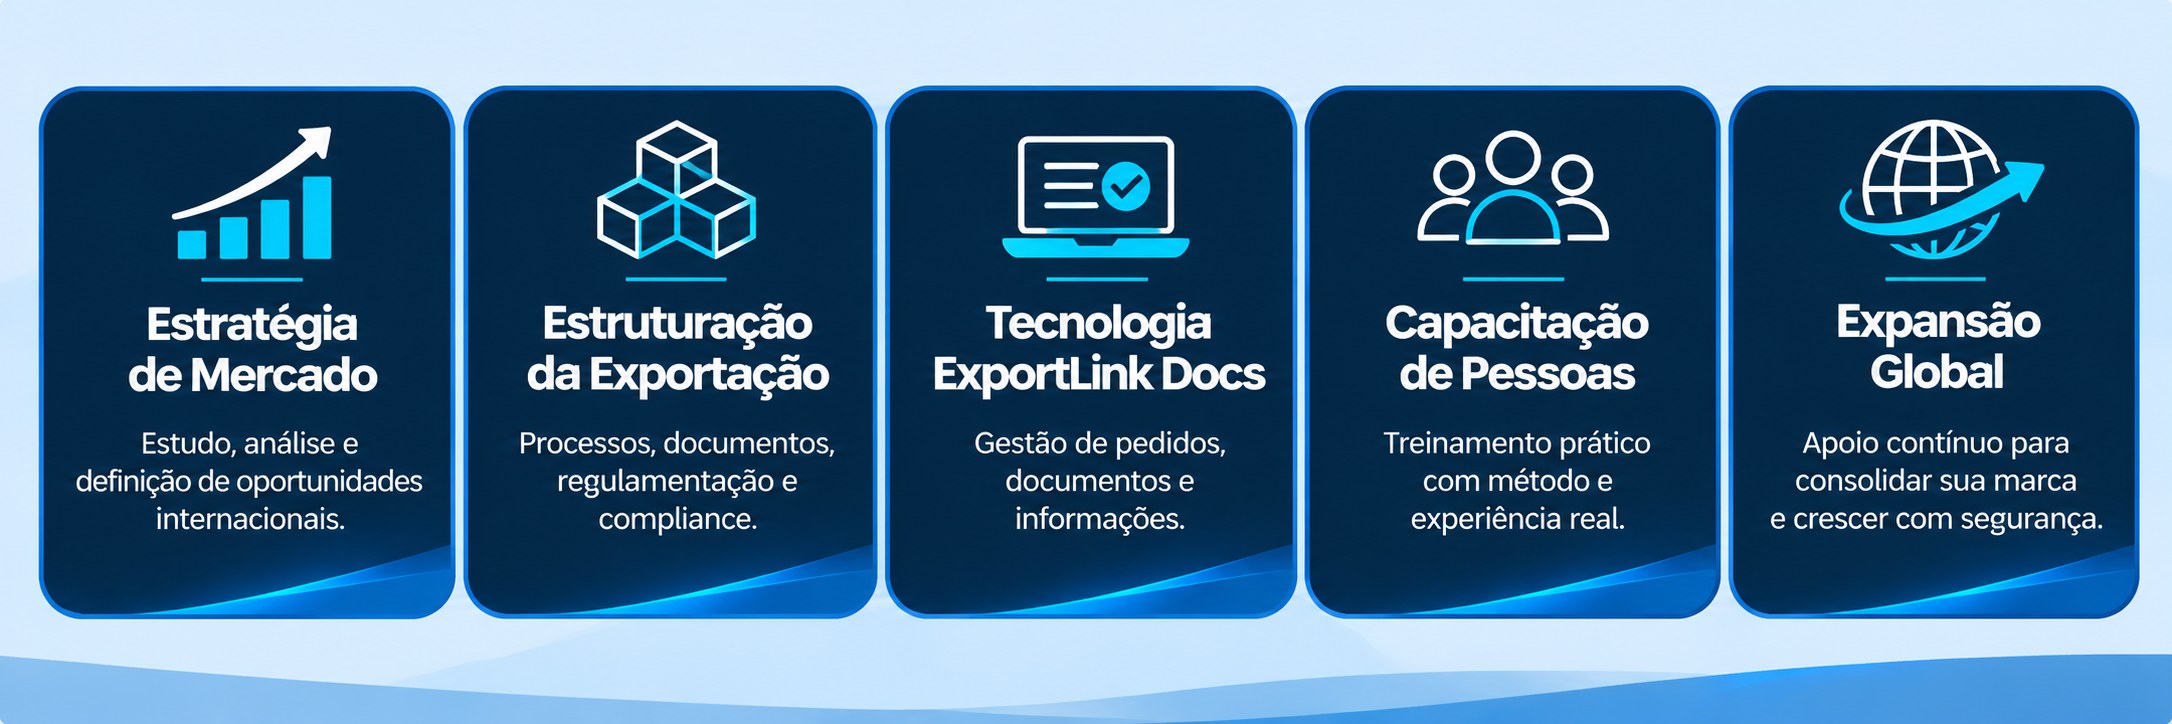 Estratégia
de Mercado
Estudo, análise e
definição de oportunidades
internacionais.
Estruturação
da Exportação
Processos, documentos,
regulamentação e
compliance.
Tecnologia
ExportLink Docs
Gestão de pedidos,
documentos e
informações.
Capacitação
de Pessoas
Treinamento prático
com método e
experiência real.
Expansão
Global
Apoio contínuo para
consolidar sua marca
e crescer com segurança.